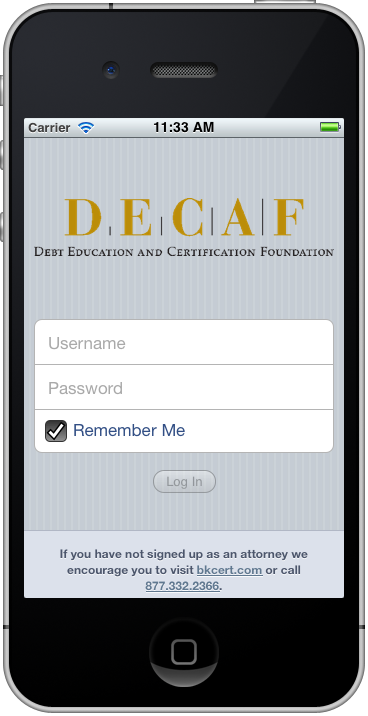 Carrier 11:33 AM
D.E.C.A.F
DEBT EDUCATION AND CERTIFICATION FOUNDATION
Username
Password
Remember Me
Log In
If you have not signed up as an attorney we
encourage you to visit bkcert.com or call
877.332.2366.